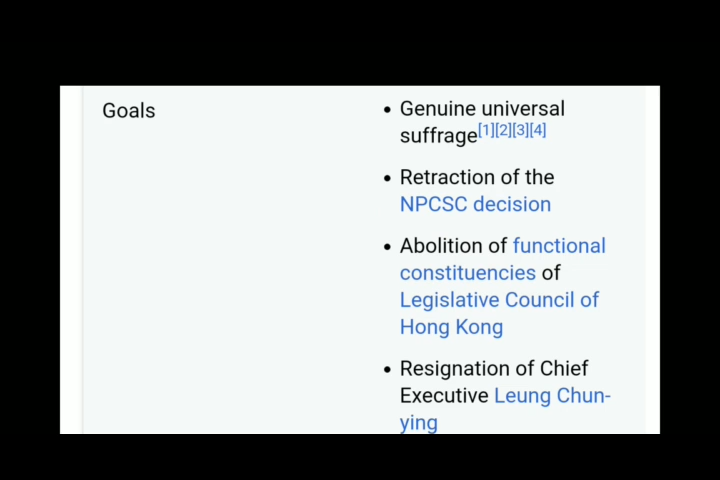 Goals
• Genuine universal
suffrage[1][2][3][4]
• Retraction of the
NPCSC decision
• Abolition of functional
constituencies of
Legislative Council of
Hong Kong
• Resignation of Chief
Executive Leung Chun-
ying